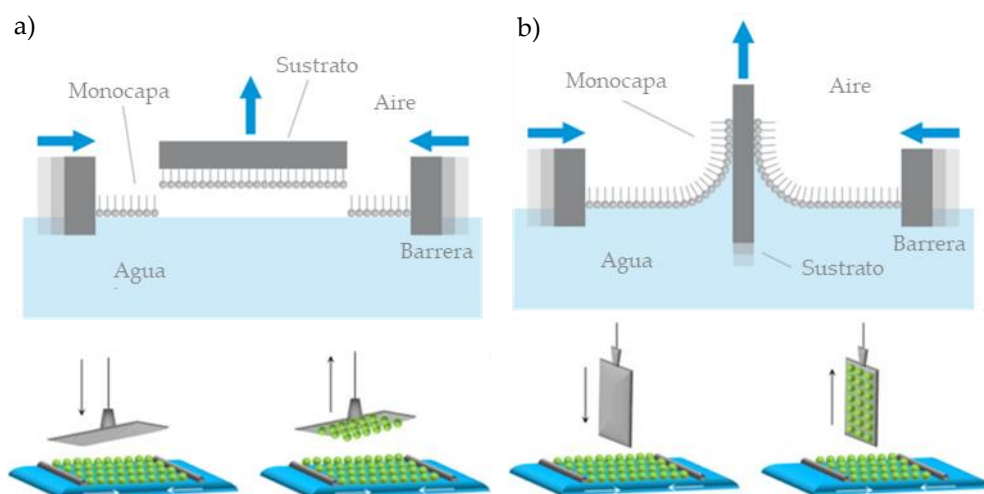 a)
Sustrato
Monocapa
Aire
Agua
Barrera
b)
Monocapa
Aire
Agua
Barrera
Sustrato